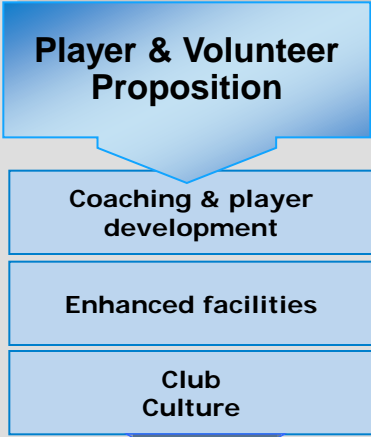 Player & Volunteer
Proposition
Coaching & player
development
Enhanced facilities
Club
Culture